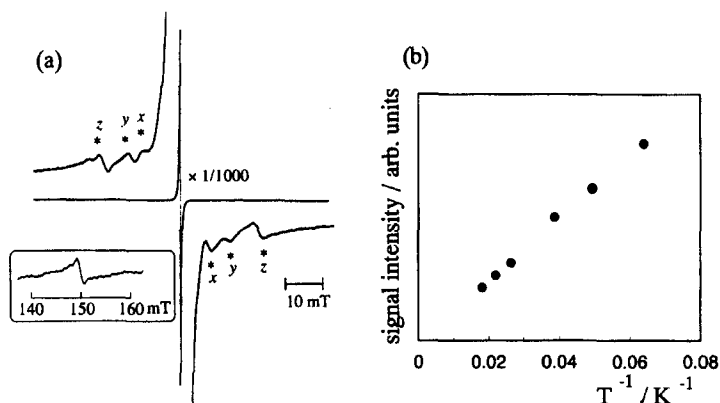 (a)
z
y
x
* * *
× 1/1000
* * *
x
y
z
10 mT
140 150 160 mT
(b)
signal intensity / arb. units
0
0 0.02 0.04 0.06 0.08
T⁻¹ / K⁻¹